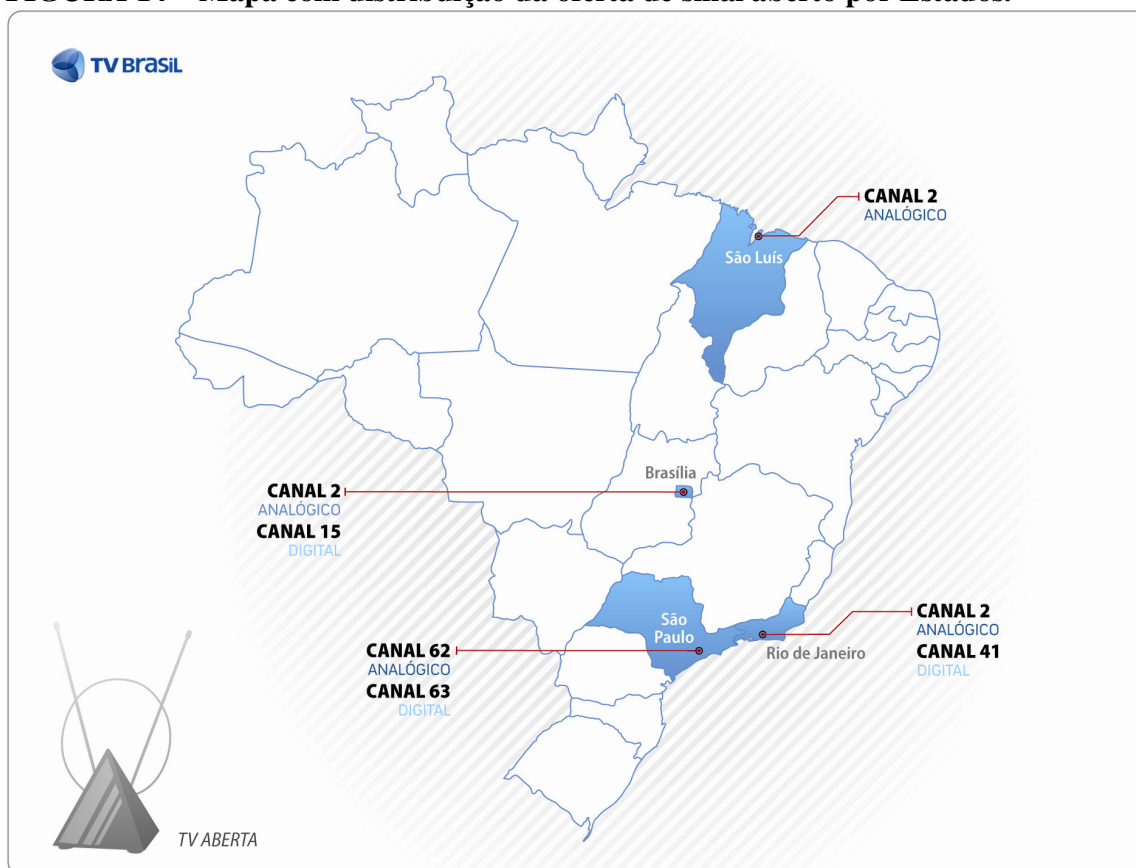 Mapa com distribuição da oferta de sinal aberto por Estados.
TV BRASIL
CANAL 2
ANALÓGICO
São Luís
Brasília
CANAL 2
ANALÓGICO
CANAL 15
DIGITAL
São
Paulo
CANAL 2
ANALÓGICO
CANAL 41
DIGITAL
Rio de Janeiro
CANAL 62
ANALÓGICO
CANAL 63
DIGITAL
TV ABERTA